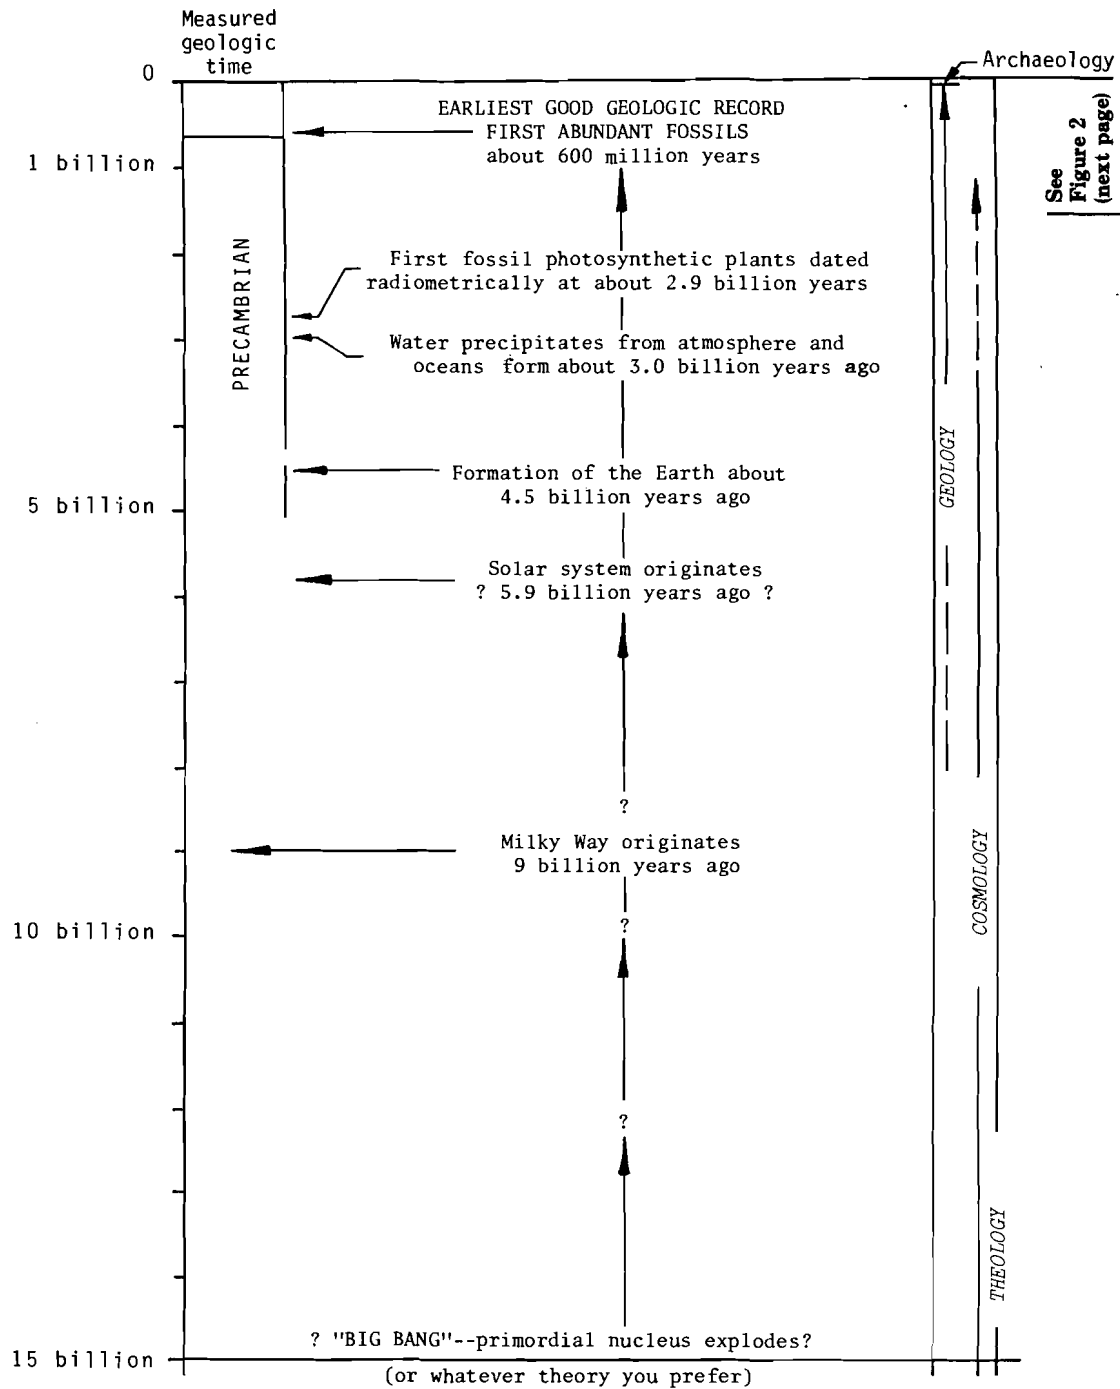 Measured
geologic
time
Archaeology
0
EARLIEST GOOD GEOLOGIC RECORD
FIRST ABUNDANT FOSSILS
about 600 million years
See
Figure 2
(next page)
1 billion
PRECAMBRIAN
First fossil photosynthetic plants dated
radiometrically at about 2.9 billion years
Water precipitates from atmosphere and
oceans form about 3.0 billion years ago
GEOLOGY
Formation of the Earth about
4.5 billion years ago
5 billion
Solar system originates
? 5.9 billion years ago ?
?
Milky Way originates
9 billion years ago
COSMOLOGY
?
10 billion
?
THEOLOGY
? "BIG BANG"--primordial nucleus explodes?
15 billion
(or whatever theory you prefer)